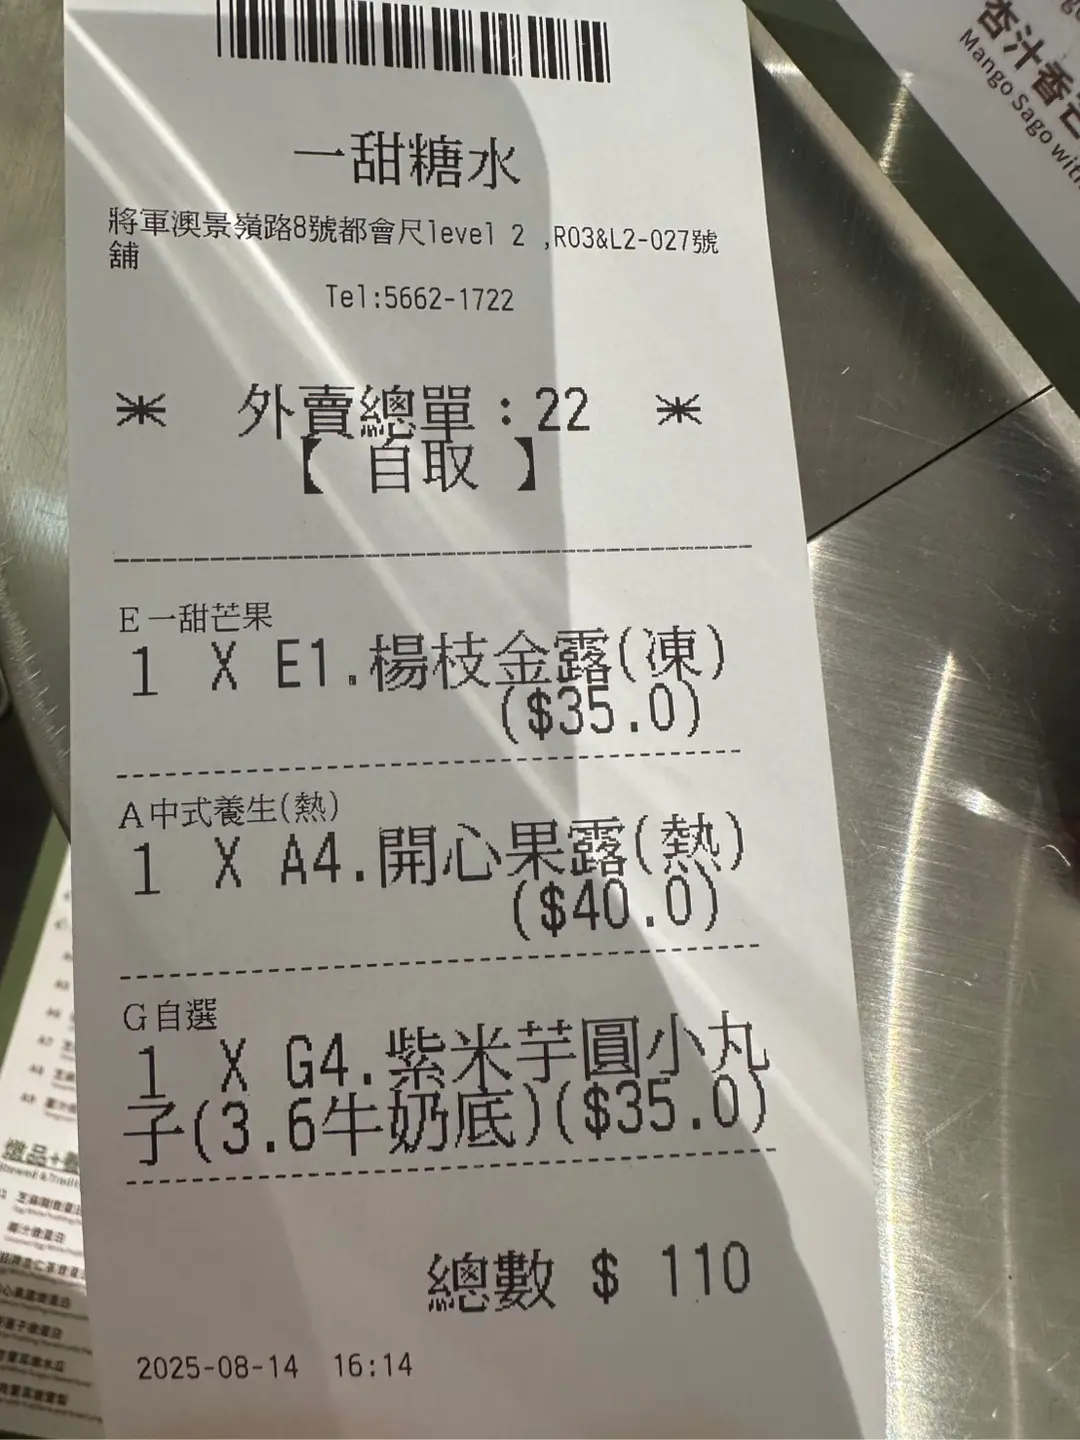 一甜糖水
將軍澳景嶺路8號都會尺level 2 ,R03&L2-027號
舖
Tel:5662-1722
* 外賣總單:22 *
【 自取 】
E一甜芒果
1 X E1.楊枝金露(凍)
($35.0)
A中式養生(熱)
1 X A4.開心果露(熱)
($40.0)
G自選
1 X G4.紫米芋圓小丸
子(3.6牛奶底)($35.0)
總數 $ 110
2025-08-14 16:14
杏汁香芒
Mango Sago with